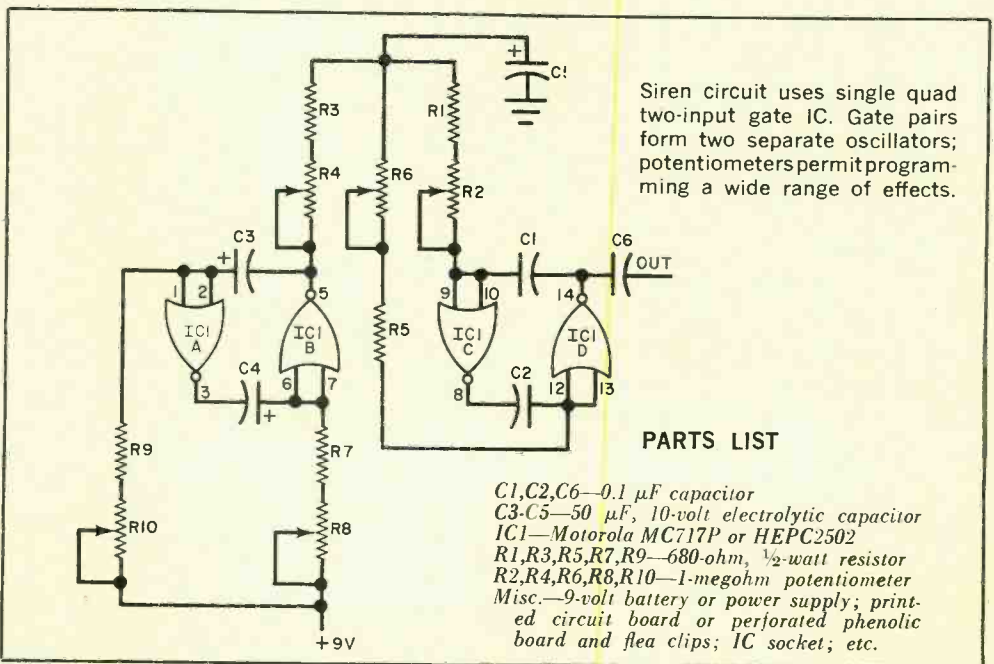 Siren circuit uses single quad
two-input gate IC. Gate pairs
form two separate oscillators;
potentiometers permit program-
ming a wide range of effects.
+
C5
R3
R1
R4
R6
R2
C3
+
C1
C6
OUT
1
2
5
9
10
14
IC1
A
IC1
B
R5
IC1
C
IC1
D
C4
6
7
C2
12
13
3
+
8
R9
R7
R10
R8
+9V
PARTS LIST
C1,C2,C6—0.1 μF capacitor
C3-C5—50 μF, 10-volt electrolytic capacitor
IC1—Motorola MC717P or HEPC2502
R1,R3,R5,R7,R9—680-ohm, ½-watt resistor
R2,R4,R6,R8,R10—1-megohm potentiometer
Misc.—9-volt battery or power supply; print-
ed circuit board or perforated phenolic
board and flea clips; IC socket; etc.